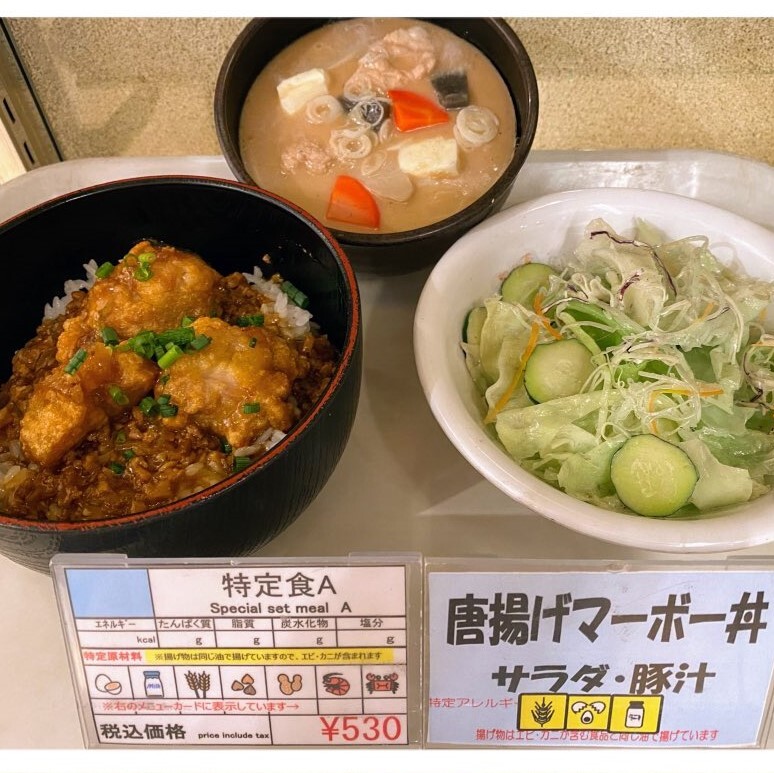 特定食A
Special set meal A
エネルギー たんぱく質 脂質 炭水化物 塩分
kcal g g g g
特定原材料 ※揚げ物は同じ油で揚げていますので、エビ・カニが含まれます
※右のメニューカードに表示しています→
税込価格 price include tax ¥530
唐揚げマーボー丼
サラダ・豚汁
特定アレルギー
揚げ物はエビ・カニが含む食品と同じ油で揚げています